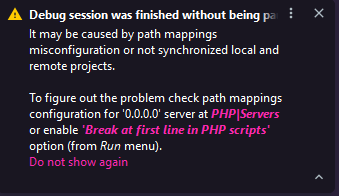 Debug session was finished without being
It may be caused by path mappings
misconfiguration or not synchronized local and
remote projects.
To figure out the problem check path mappings
configuration for '0.0.0.0' server at PHP|Servers
or enable 'Break at first line in PHP scripts'
option (from Run menu).
Do not show again